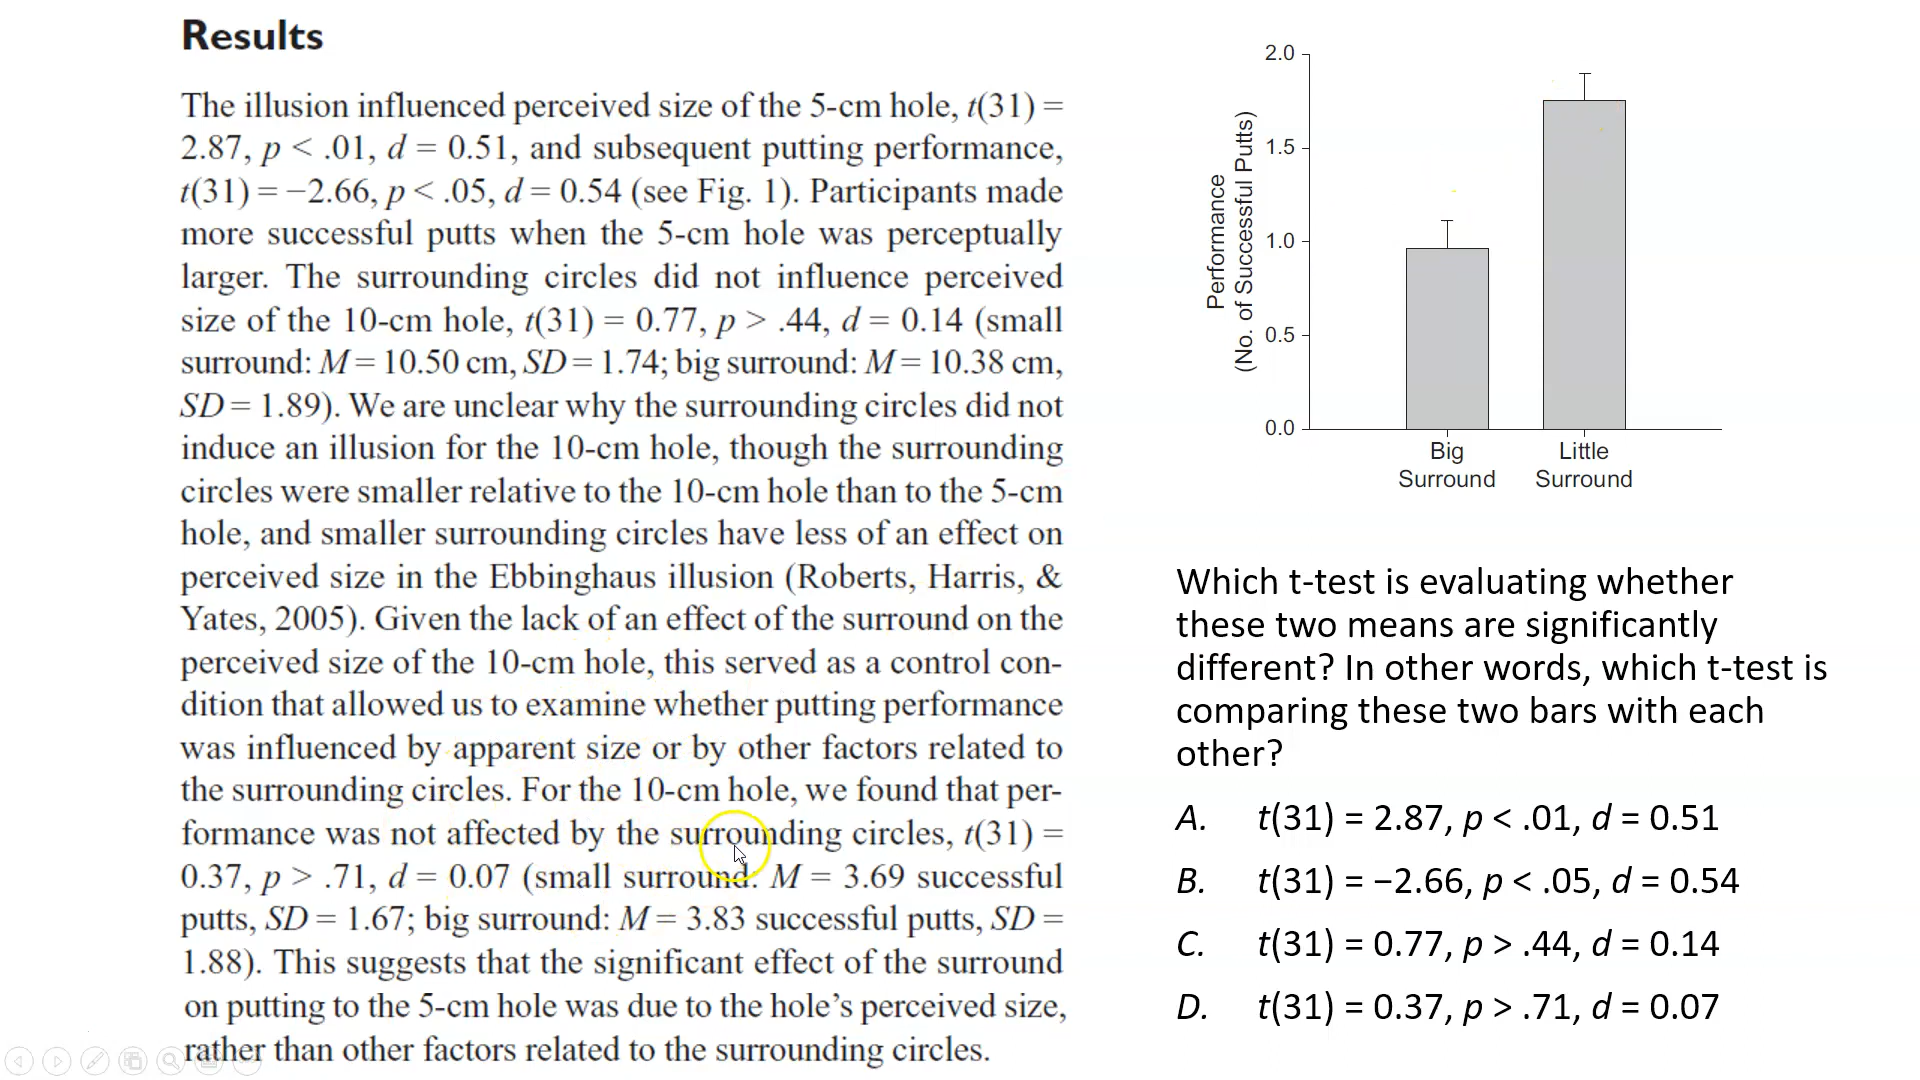 Results
The illusion influenced perceived size of the 5-cm hole, t(31) =
2.87, p < .01, d = 0.51, and subsequent putting performance,
t(31) = −2.66, p < .05, d = 0.54 (see Fig. 1). Participants made
more successful putts when the 5-cm hole was perceptually
larger. The surrounding circles did not influence perceived
size of the 10-cm hole, t(31) = 0.77, p > .44, d = 0.14 (small
surround: M = 10.50 cm, SD = 1.74; big surround: M = 10.38 cm,
SD = 1.89). We are unclear why the surrounding circles did not
induce an illusion for the 10-cm hole, though the surrounding
circles were smaller relative to the 10-cm hole than to the 5-cm
hole, and smaller surrounding circles have less of an effect on
perceived size in the Ebbinghaus illusion (Roberts, Harris, &
Yates, 2005). Given the lack of an effect of the surround on the
perceived size of the 10-cm hole, this served as a control con-
dition that allowed us to examine whether putting performance
was influenced by apparent size or by other factors related to
the surrounding circles. For the 10-cm hole, we found that per-
formance was not affected by the surrounding circles, t(31) =
0.37, p > .71, d = 0.07 (small surround: M = 3.69 successful
putts, SD = 1.67; big surround: M = 3.83 successful putts, SD =
1.88). This suggests that the significant effect of the surround
on putting to the 5-cm hole was due to the hole's perceived size,
rather than other factors related to the surrounding circles.
Performance
(No. of Successful Putts)
2.0
1.5
1.0
0.5
0.0
Big
Surround
Little
Surround
Which t-test is evaluating whether
these two means are significantly
different? In other words, which t-test is
comparing these two bars with each
other?
A. t(31) = 2.87, p < .01, d = 0.51
B. t(31) = −2.66, p < .05, d = 0.54
C. t(31) = 0.77, p > .44, d = 0.14
D. t(31) = 0.37, p > .71, d = 0.07